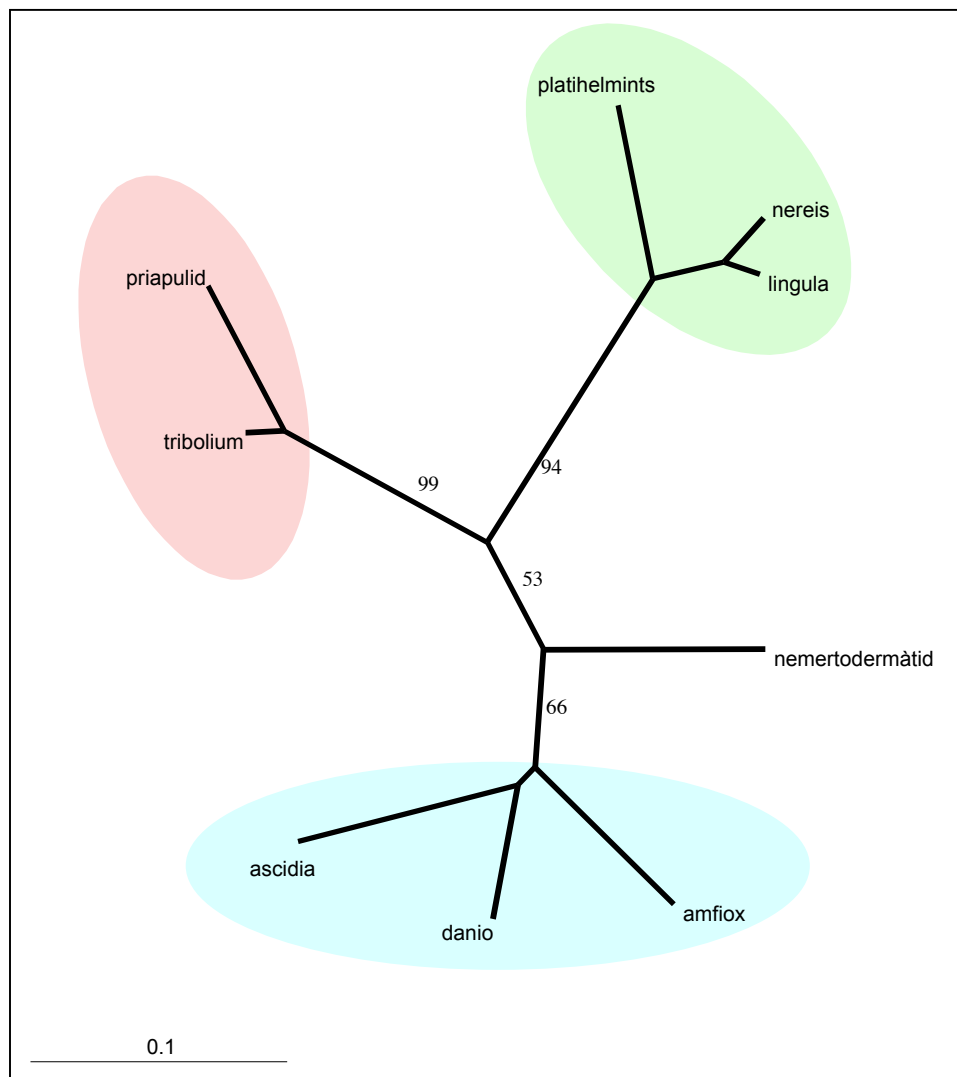 platihelmints
nereis
priapulid
lingula
tribolium
94
99
53
nemertodermàtid
66
ascidia
amfiox
danio
0.1